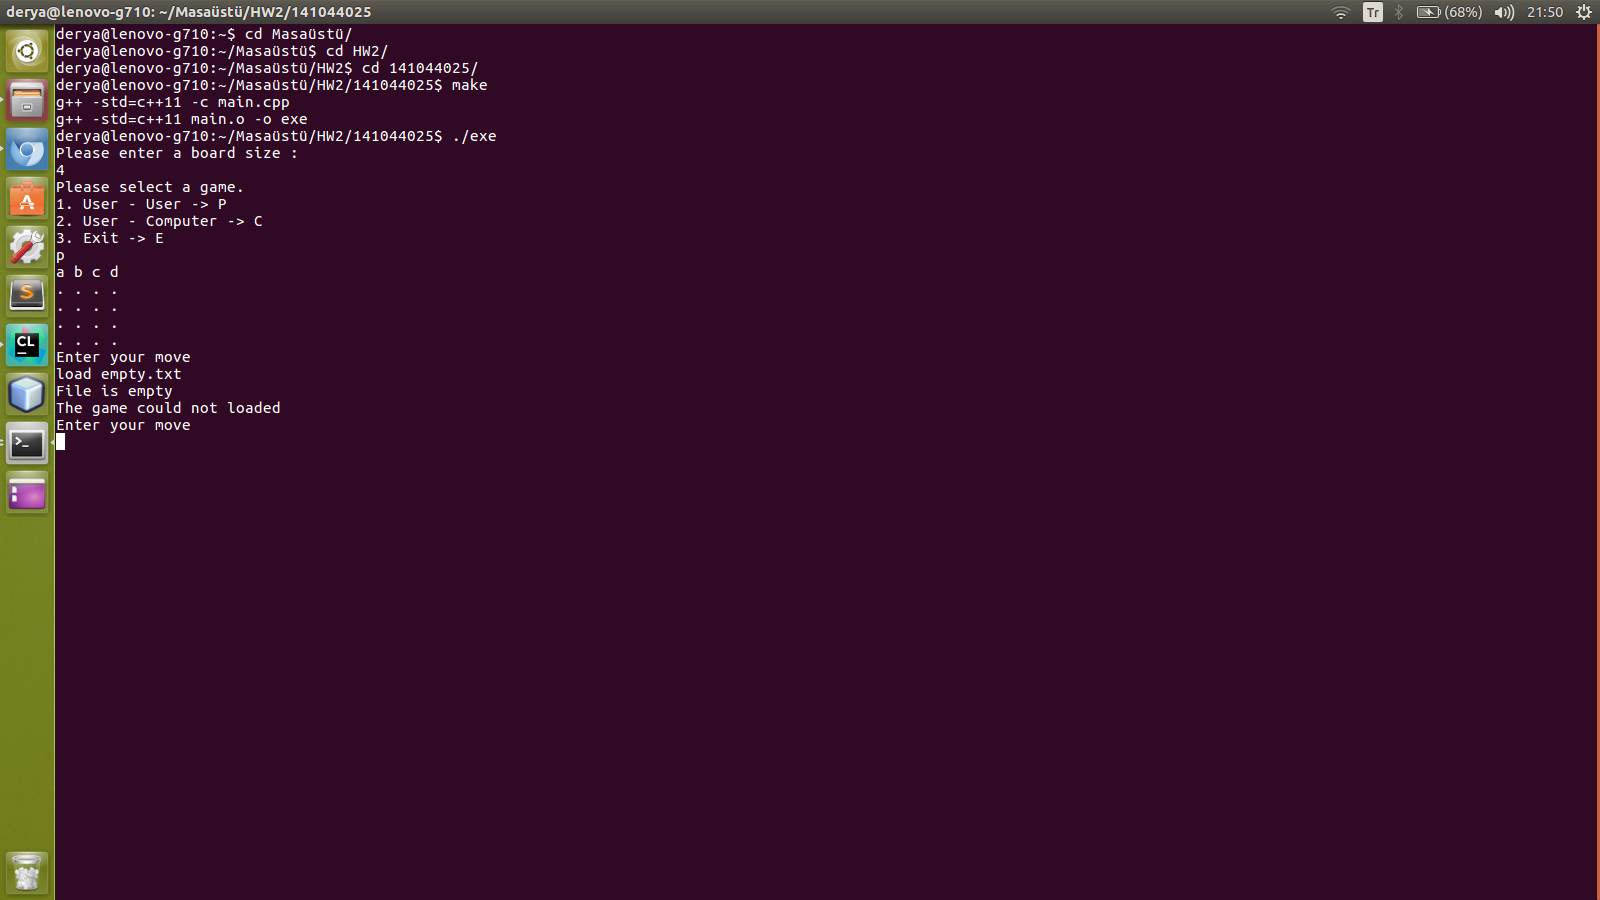 derya@lenovo-g710: ~/Masaüstü/HW2/141044025
Tr (68%) 21:50
derya@lenovo-g710:~$ cd Masaüstü/
derya@lenovo-g710:~/Masaüstü$ cd HW2/
derya@lenovo-g710:~/Masaüstü/HW2$ cd 141044025/
derya@lenovo-g710:~/Masaüstü/HW2/141044025$ make
g++ -std=c++11 -c main.cpp
g++ -std=c++11 main.o -o exe
derya@lenovo-g710:~/Masaüstü/HW2/141044025$ ./exe
Please enter a board size :
4
Please select a game.
1. User - User -> P
2. User - Computer -> C
3. Exit -> E
p
a b c d
. . . .
. . . .
. . . .
. . . .
Enter your move
load empty.txt
File is empty
The game could not loaded
Enter your move
A
S
CL
>_